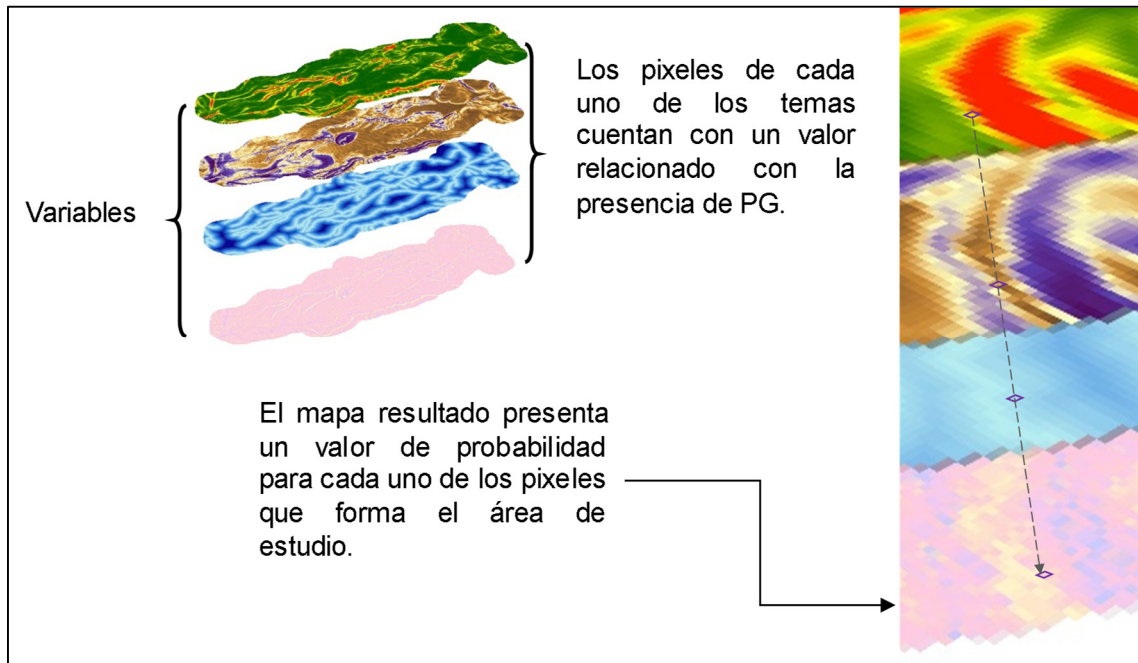 Variables
Los pixeles de cada
uno de los temas
cuentan con un valor
relacionado con la
presencia de PG.
El mapa resultado presenta
un valor de probabilidad
para cada uno de los pixeles
que forma el área de
estudio.